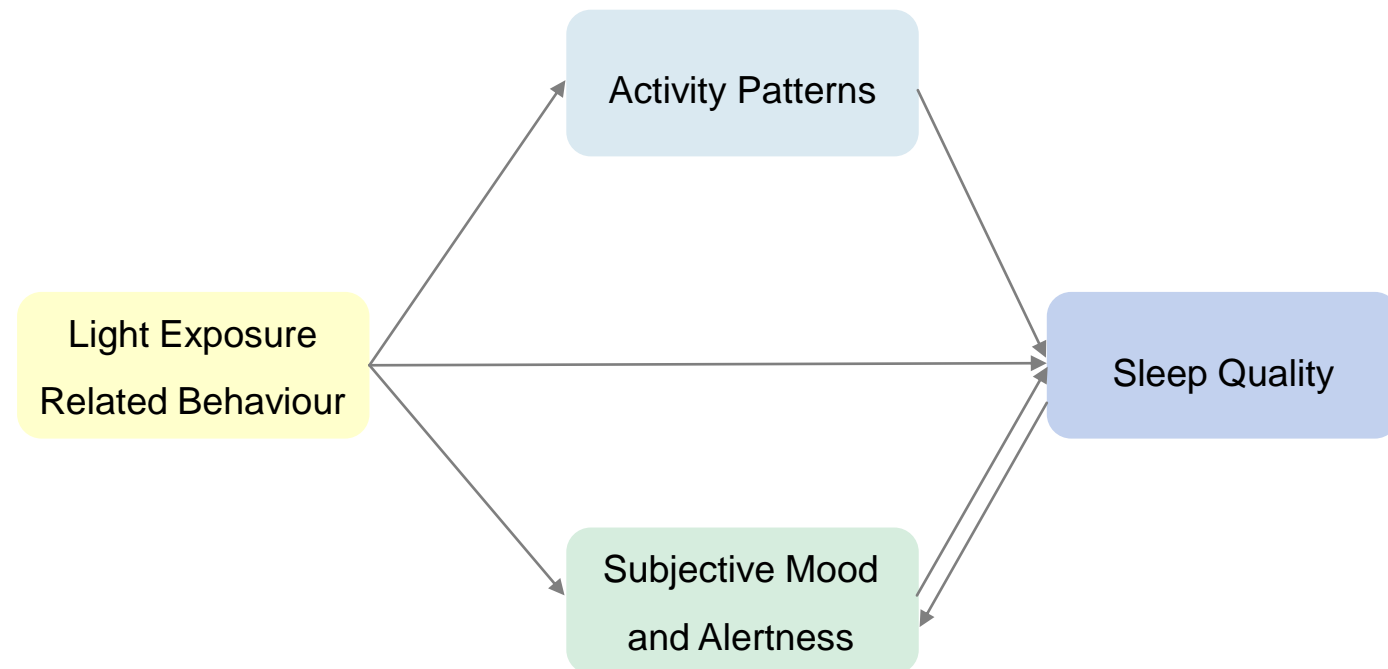 Activity Patterns
Light Exposure
Related Behaviour
Sleep Quality
Subjective Mood
and Alertness